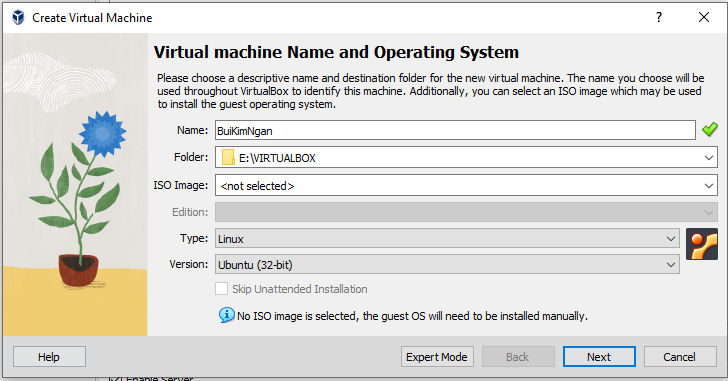 Create Virtual Machine
?
Virtual machine Name and Operating System
Please choose a descriptive name and destination folder for the new virtual machine. The name you choose will be
used throughout VirtualBox to identify this machine. Additionally, you can select an ISO image which may be used
to install the guest operating system.
Name: BuiKimNgan
Folder: E:\VIRTUALBOX
ISO Image: <not selected>
Edition:
Type: Linux
Version: Ubuntu (32-bit)
Skip Unattended Installation
No ISO image is selected, the guest OS will need to be installed manually.
Help Expert Mode Back Next Cancel
Enable Server